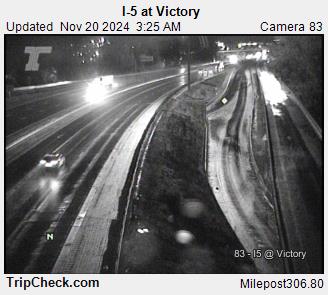 I-5 at Victory
Updated Nov 20 2024 3:25 AM Camera 83
T
N
83 - I5 @ Victory
TripCheck.com Milepost306.80